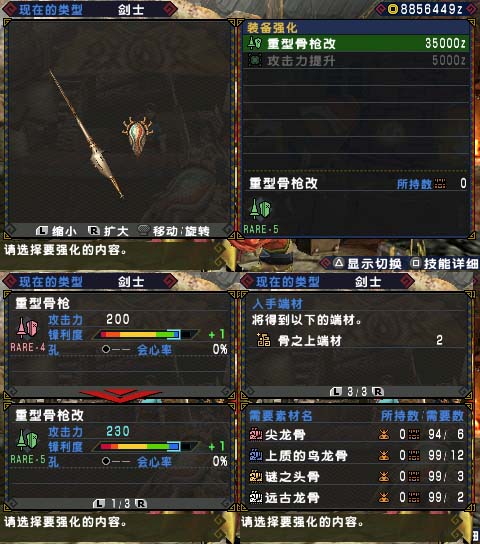 现在的类型 剑士
8856449z
装备强化
重型骨枪改 35000z
攻击力提升 5000z
重型骨枪改 所持数 0
RARE-5
L 缩小 R 扩大 移动/旋转
请选择要强化的内容。
△ 显示切换 □ 技能详细
现在的类型 剑士
重型骨枪
攻击力 200
锋利度 +1
RARE-4 孔 ○-- 会心率 0%
重型骨枪改
攻击力 230
锋利度 +1
RARE-5 孔 ○-- 会心率 0%
L 1/3 R
请选择要强化的内容。
现在的类型 剑士
入手端材
将得到以下的端材。
骨之上端材 2
L 3/3 R
需要素材名 所持数/需要数
尖龙骨 0 94/ 6
上质的鸟龙骨 0 99/12
谜之头骨 0 99/ 3
远古龙骨 0 99/ 2
请选择要强化的内容。